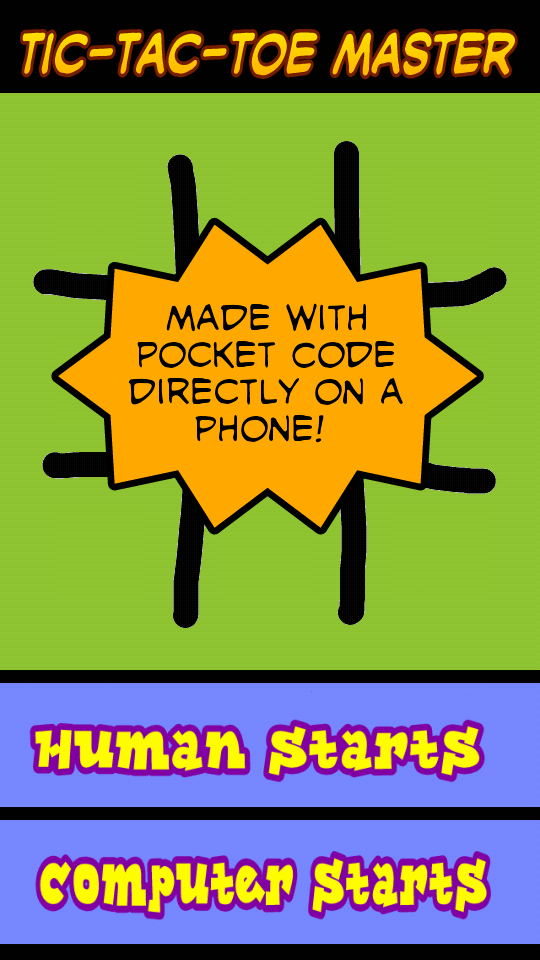 TIC-TAC-TOE MASTER
MADE WITH
POCKET CODE
DIRECTLY ON A
PHONE!
Human Starts
Computer Starts